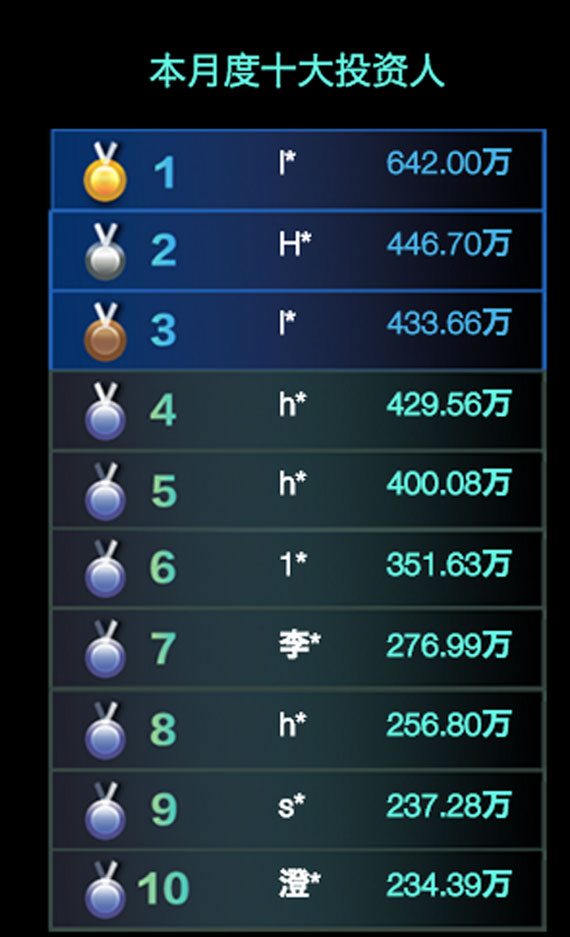 本月度十大投资人
1 l* 642.00万
2 H* 446.70万
3 l* 433.66万
4 h* 429.56万
5 h* 400.08万
6 1* 351.63万
7 李* 276.99万
8 h* 256.80万
9 s* 237.28万
10 澄* 234.39万